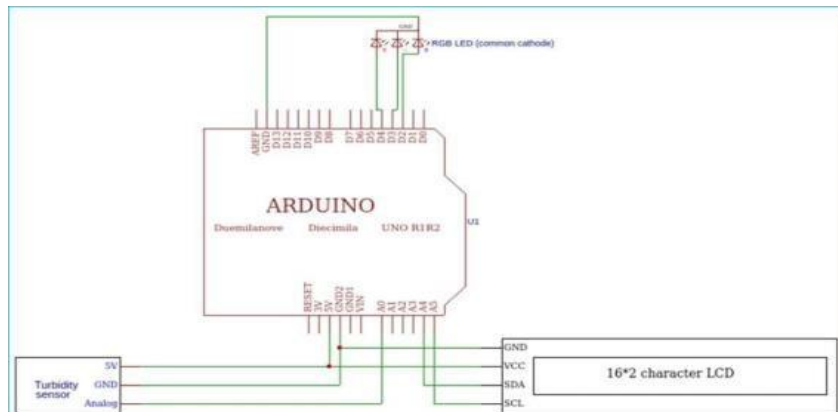 GND
RGB LED (common cathode)
AREF
GND
D13
D12
D11
D10
D9
D8
D7
D6
D5
D4
D3
D2
D1
D0
ARDUINO
Duemilanove Diecimila UNO R1R2
U1
RESET
3V
5V
GND2
GND1
VIN
A0
A1
A2
A3
A4
A5
5V
Turbidity
sensor
GND
Analog
GND
VCC
SDA
SCL
16*2 character LCD